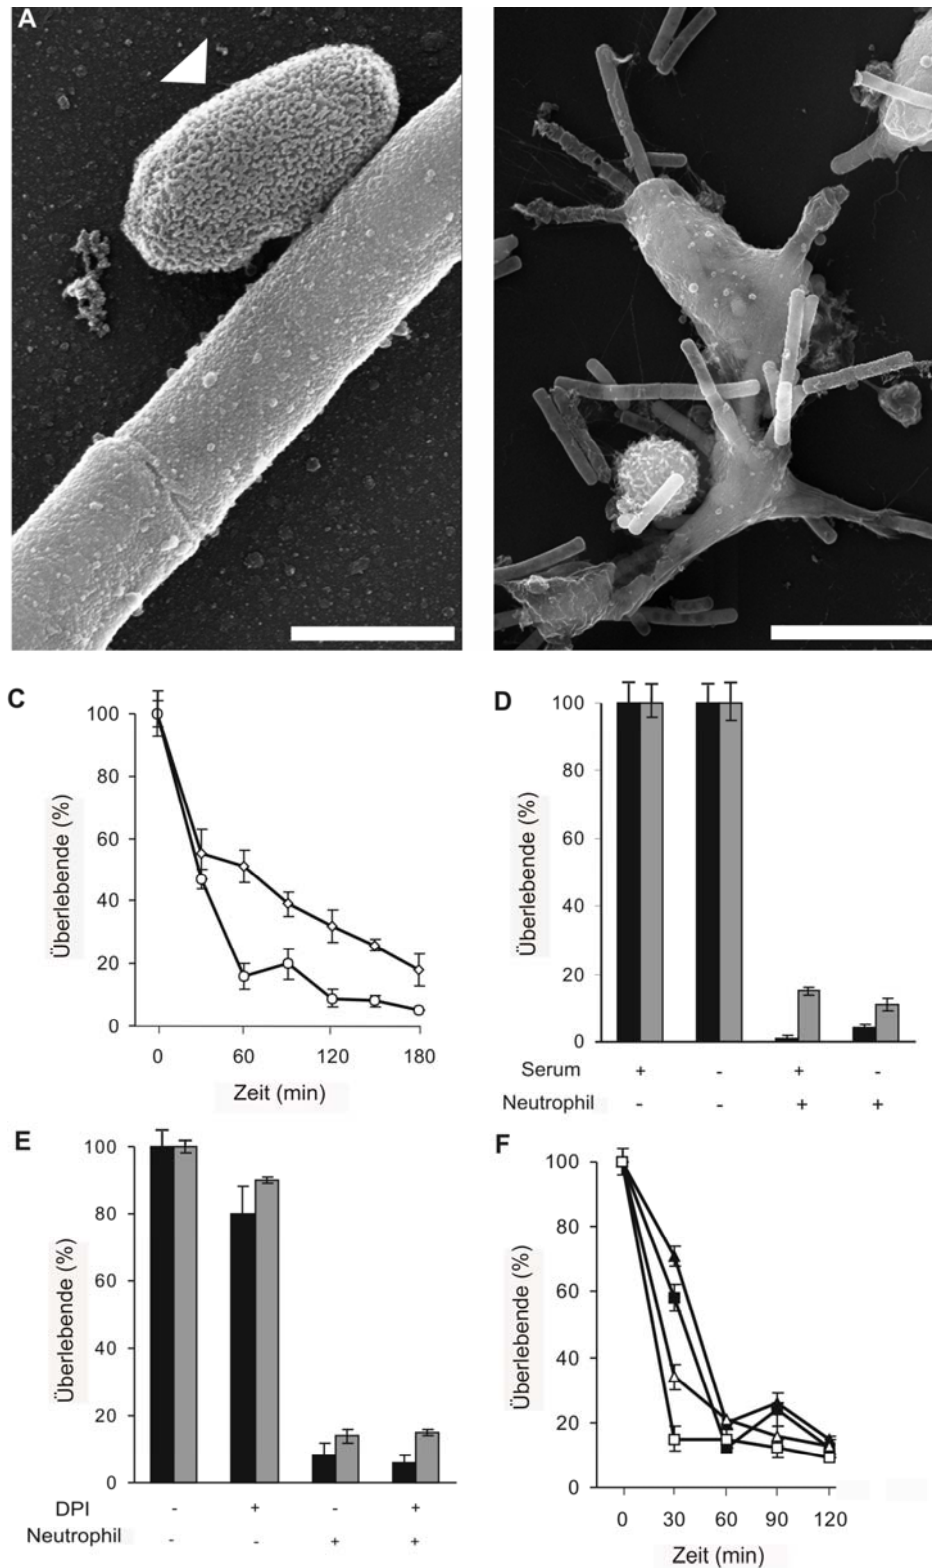 A
C
Überlebende (%)
100
80
60
40
20
0
0 60 120 180
Zeit (min)
D
Überlebende (%)
100
80
60
40
20
0
Serum + - + -
Neutrophil - - + +
E
Überlebende (%)
100
80
60
40
20
0
DPI - + - +
Neutrophil - - + +
F
Überlebende (%)
100
80
60
40
20
0
0 30 60 90 120
Zeit (min)